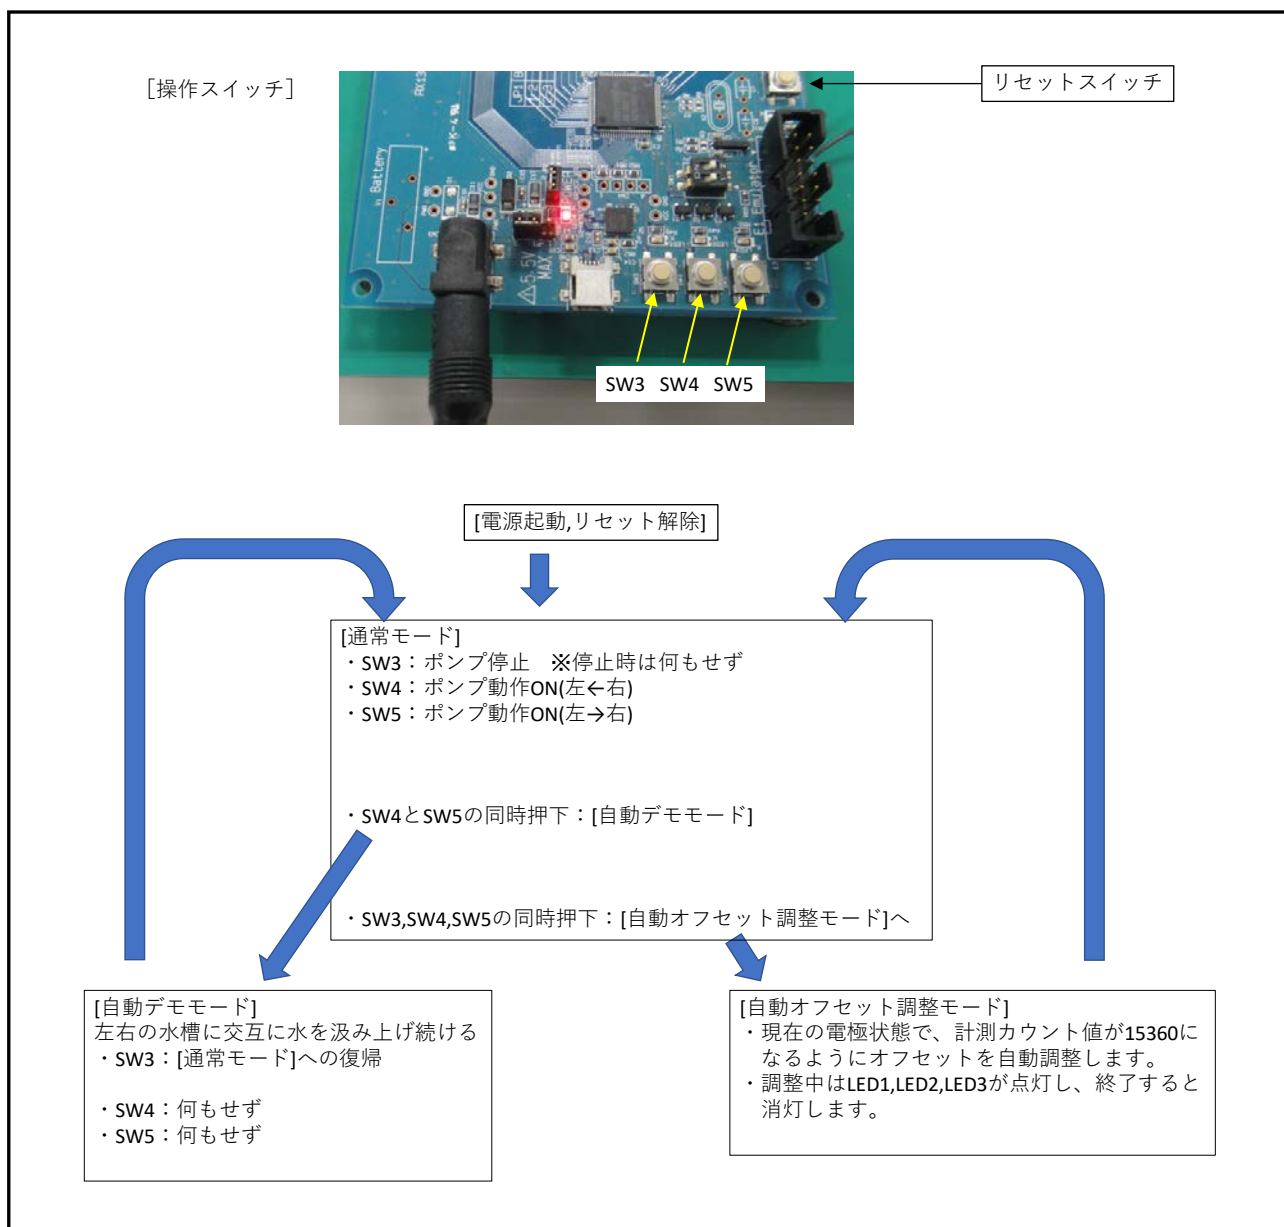 ［操作スイッチ］
リセットスイッチ
JP1
Battery
5.5V
MAX
E1 Emulator
SW3 SW4 SW5
[電源起動,リセット解除]
[通常モード]
・SW3：ポンプ停止　※停止時は何もせず
・SW4：ポンプ動作ON(左←右)
・SW5：ポンプ動作ON(左→右)
・SW4とSW5の同時押下：[自動デモモード]
・SW3,SW4,SW5の同時押下：[自動オフセット調整モード]へ
[自動デモモード]
左右の水槽に交互に水を汲み上げ続ける
・SW3：[通常モード]への復帰
・SW4：何もせず
・SW5：何もせず
[自動オフセット調整モード]
・現在の電極状態で、計測カウント値が15360に
なるようにオフセットを自動調整します。
・調整中はLED1,LED2,LED3が点灯し、終了すると
消灯します。